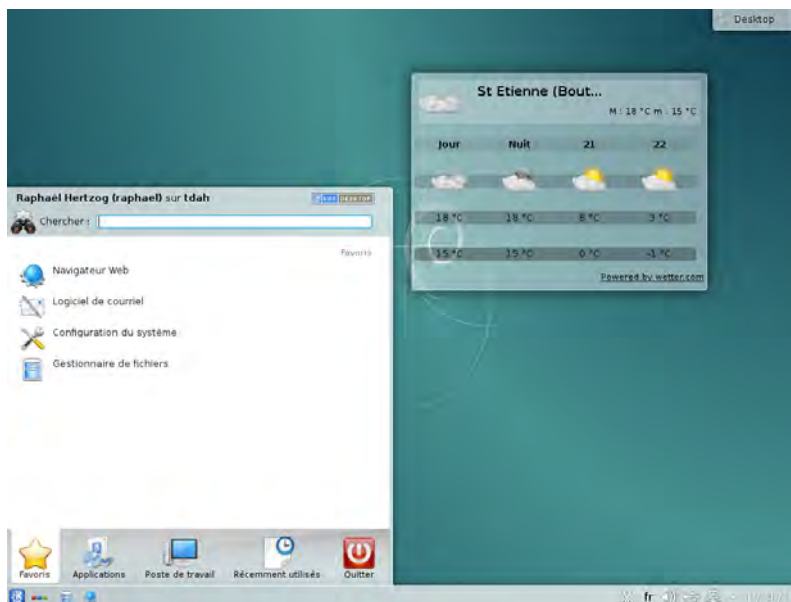 Desktop
St Etienne (Bout...
M : 18 °C m : 15 °C
Jour Nuit 21 22
18 °C 18 °C 8 °C 3 °C
15 °C 15 °C 0 °C -1 °C
Powered by wetter.com
Raphaël Hertzog (raphael) sur tdah
Chercher :
Favoris
Navigateur Web
Logiciel de courriel
Configuration du système
Gestionnaire de fichiers
Favoris Applications Poste de travail Récemment utilisés Quitter
fr